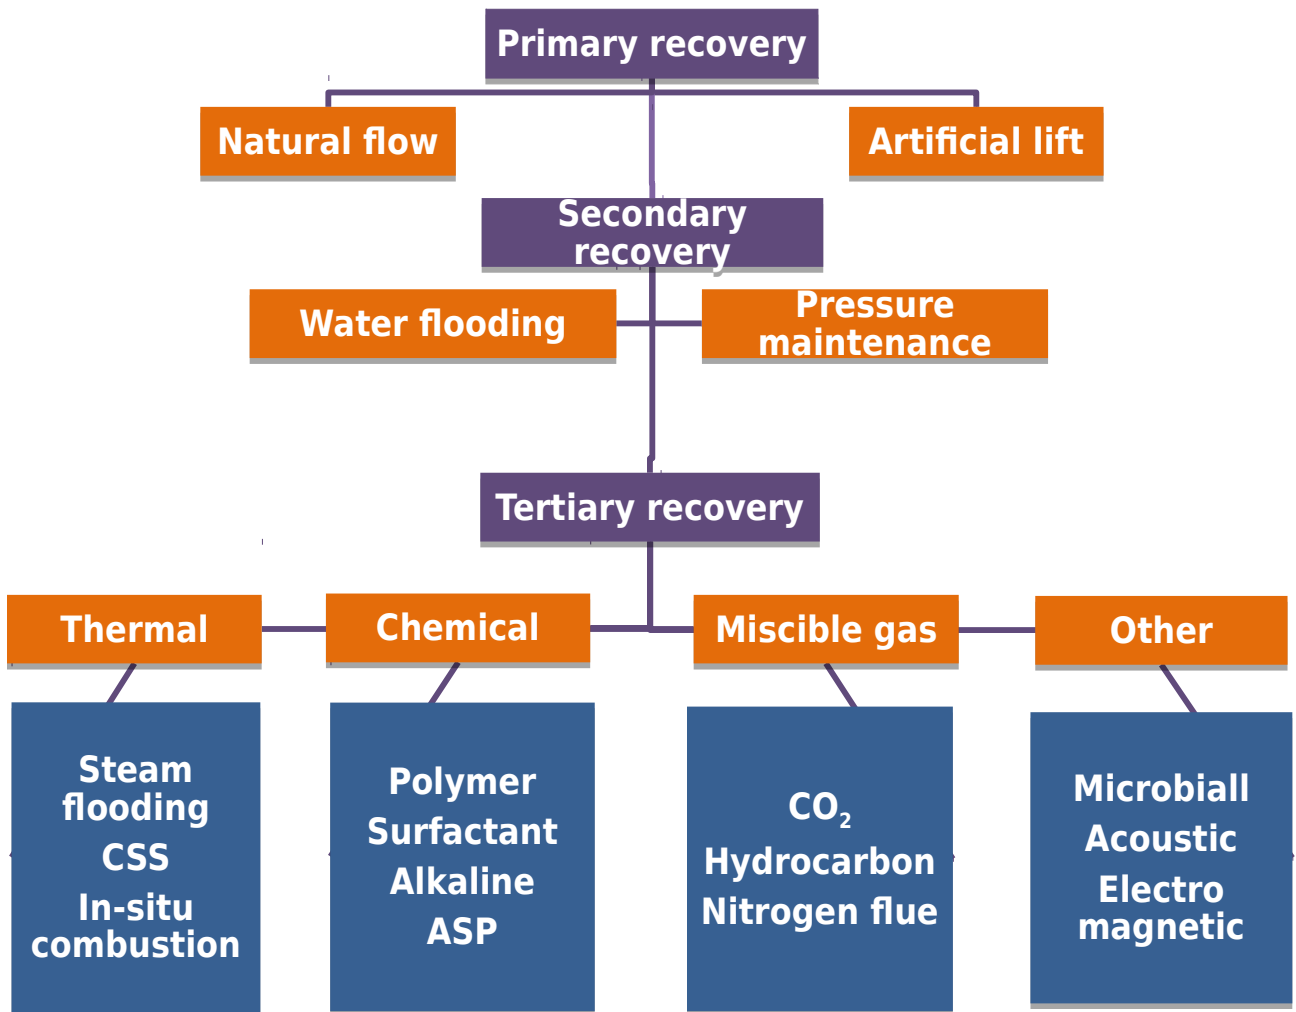 Primary recovery
Natural flow
Artificial lift
Secondary
recovery
Water flooding
Pressure
maintenance
Tertiary recovery
Thermal
Chemical
Miscible gas
Other
Steam
flooding
CSS
In-situ
combustion
Polymer
Surfactant
Alkaline
ASP
CO₂
Hydrocarbon
Nitrogen flue
Microbiall
Acoustic
Electro
magnetic